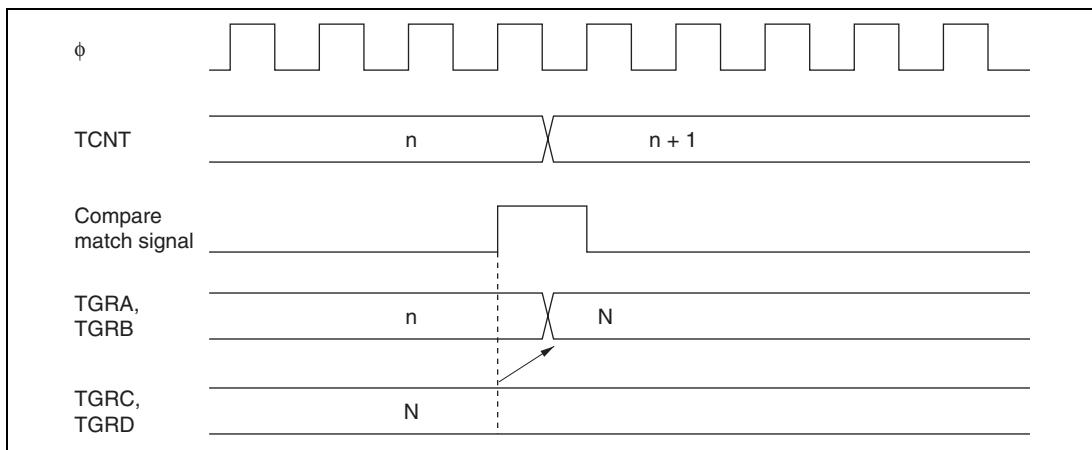 ϕ
TCNT
n
n + 1
Compare
match signal
TGRA,
TGRB
n
N
TGRC,
TGRD
N